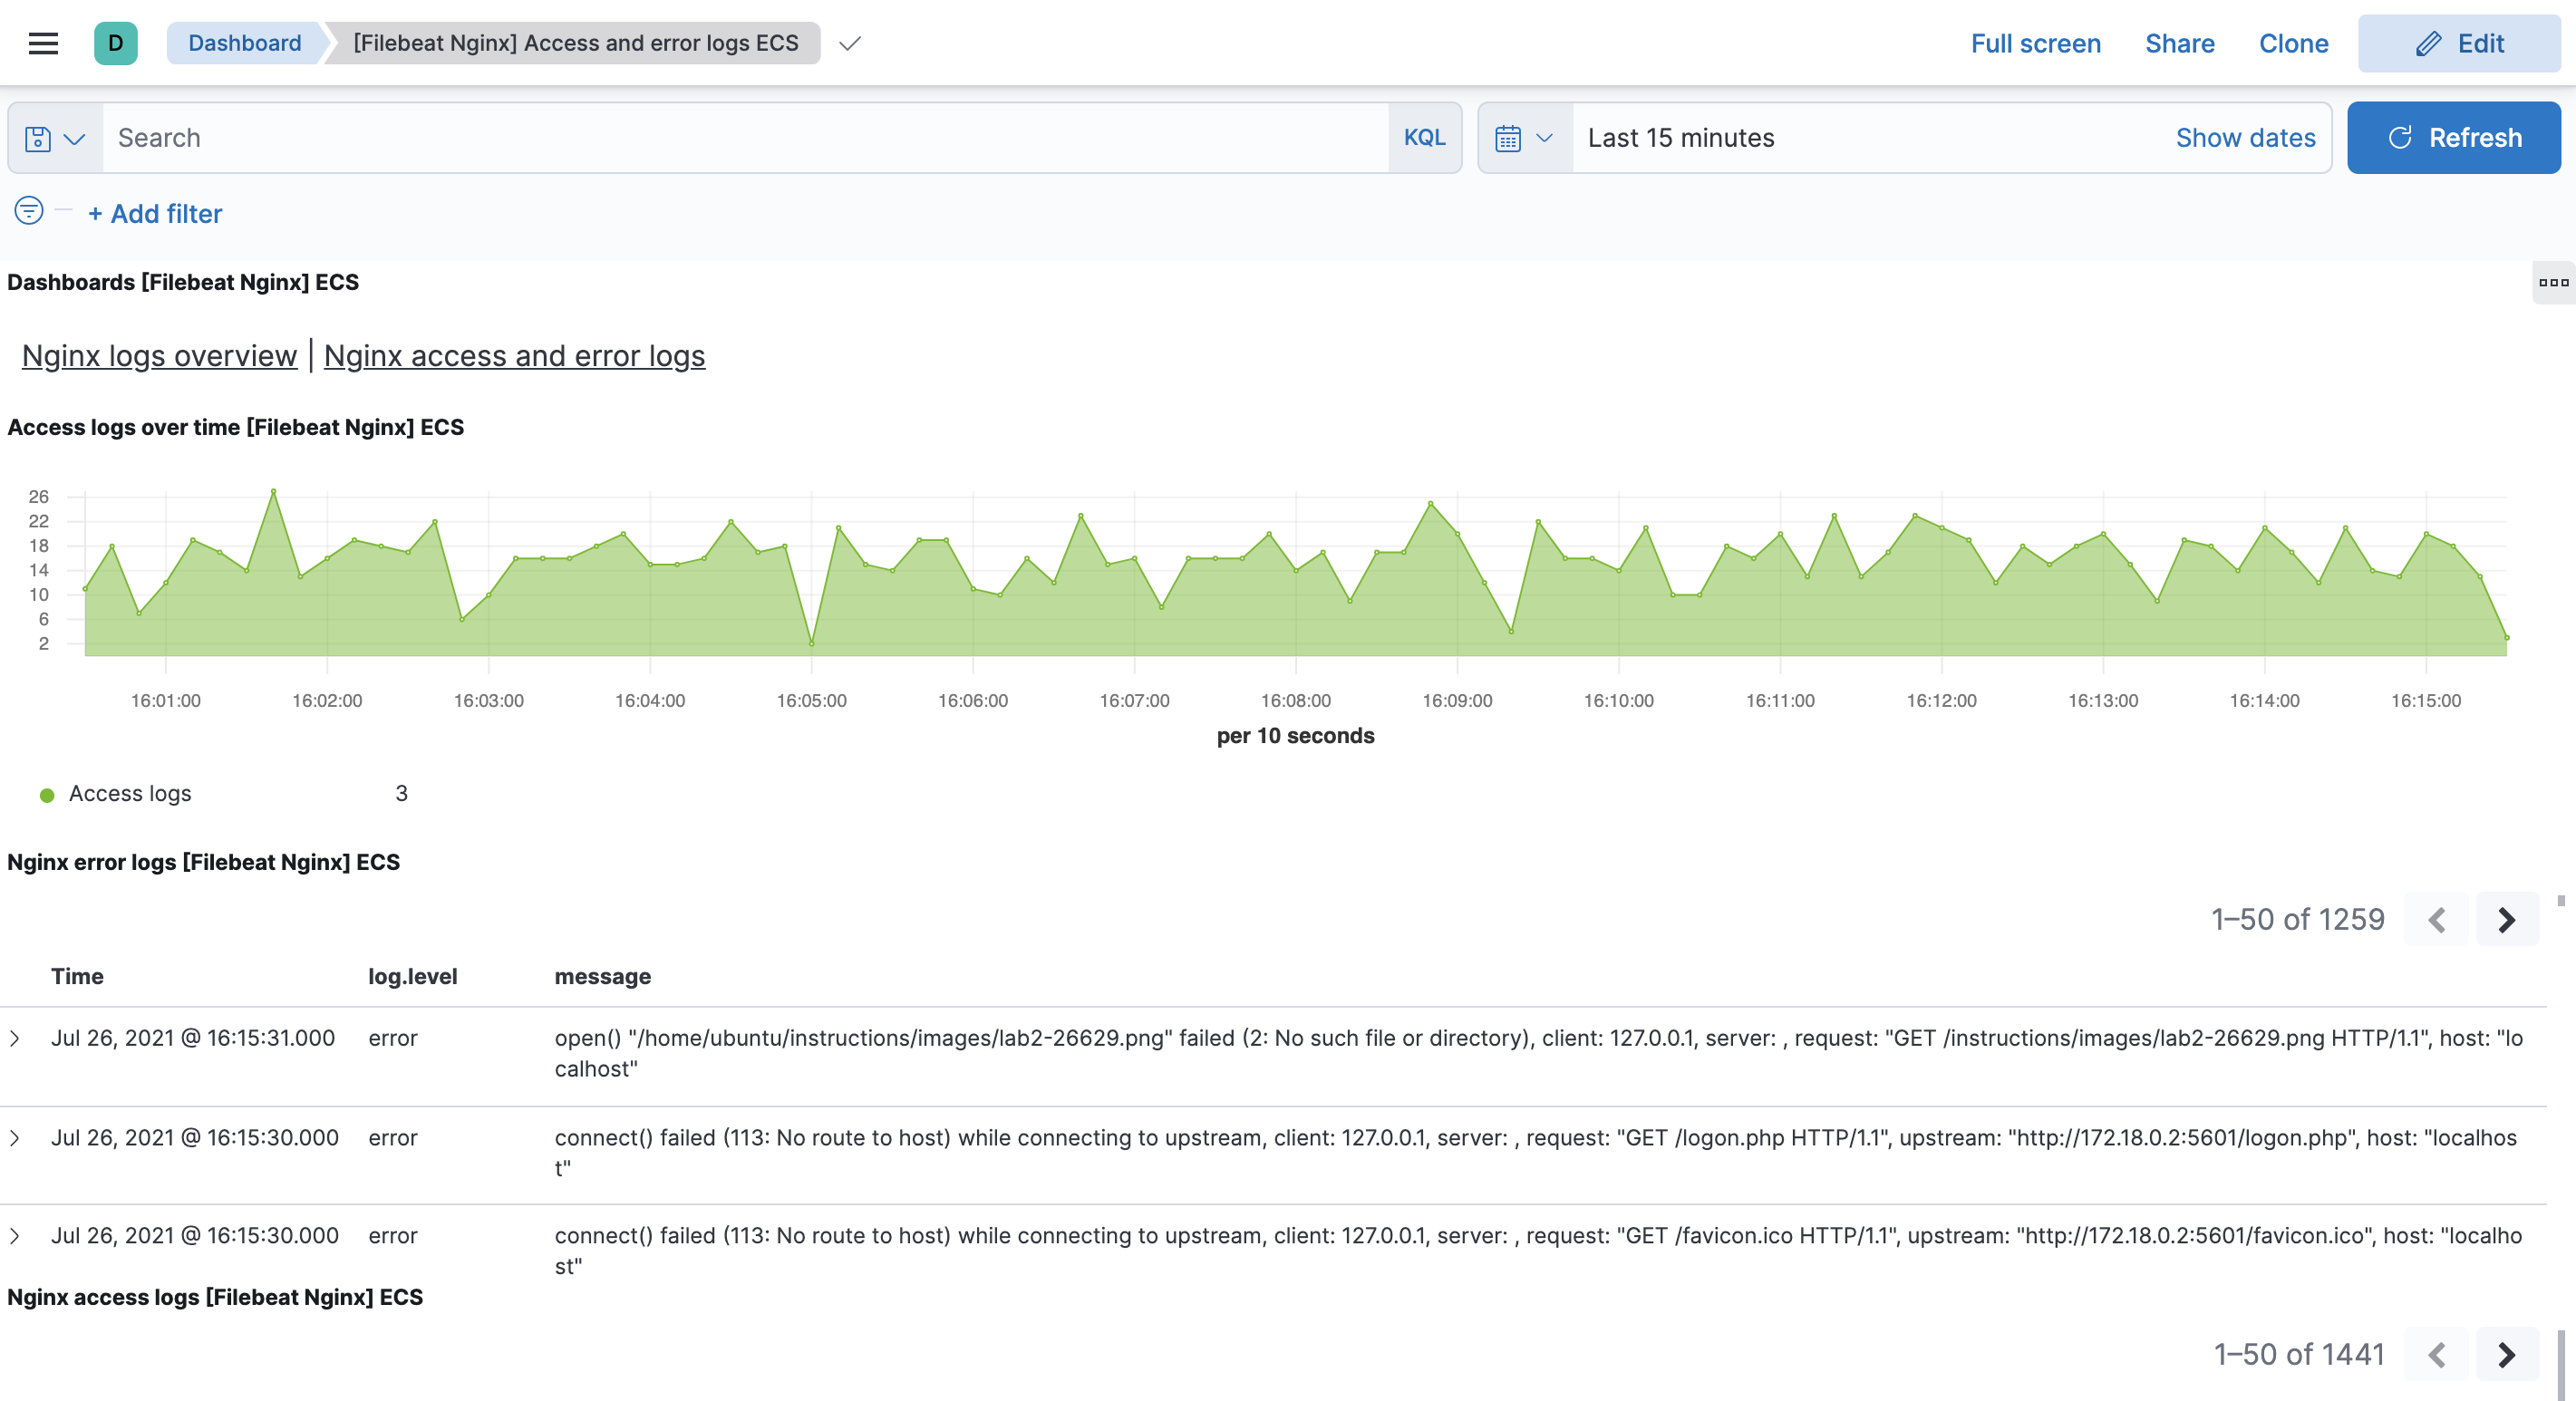 D Dashboard [Filebeat Nginx] Access and error logs ECS Full screen Share Clone Edit
Search KQL Last 15 minutes Show dates Refresh
+ Add filter
Dashboards [Filebeat Nginx] ECS
Nginx logs overview | Nginx access and error logs
Access logs over time [Filebeat Nginx] ECS
26
22
18
14
10
6
2
16:01:00 16:02:00 16:03:00 16:04:00 16:05:00 16:06:00 16:07:00 16:08:00 16:09:00 16:10:00 16:11:00 16:12:00 16:13:00 16:14:00 16:15:00
per 10 seconds
Access logs 3
Nginx error logs [Filebeat Nginx] ECS
1–50 of 1259
Time log.level message
Jul 26, 2021 @ 16:15:31.000 error open() "/home/ubuntu/instructions/images/lab2-26629.png" failed (2: No such file or directory), client: 127.0.0.1, server: , request: "GET /instructions/images/lab2-26629.png HTTP/1.1", host: "lo
calhost"
Jul 26, 2021 @ 16:15:30.000 error connect() failed (113: No route to host) while connecting to upstream, client: 127.0.0.1, server: , request: "GET /logon.php HTTP/1.1", upstream: "http://172.18.0.2:5601/logon.php", host: "localhos
t"
Jul 26, 2021 @ 16:15:30.000 error connect() failed (113: No route to host) while connecting to upstream, client: 127.0.0.1, server: , request: "GET /favicon.ico HTTP/1.1", upstream: "http://172.18.0.2:5601/favicon.ico", host: "localho
st"
Nginx access logs [Filebeat Nginx] ECS
1–50 of 1441